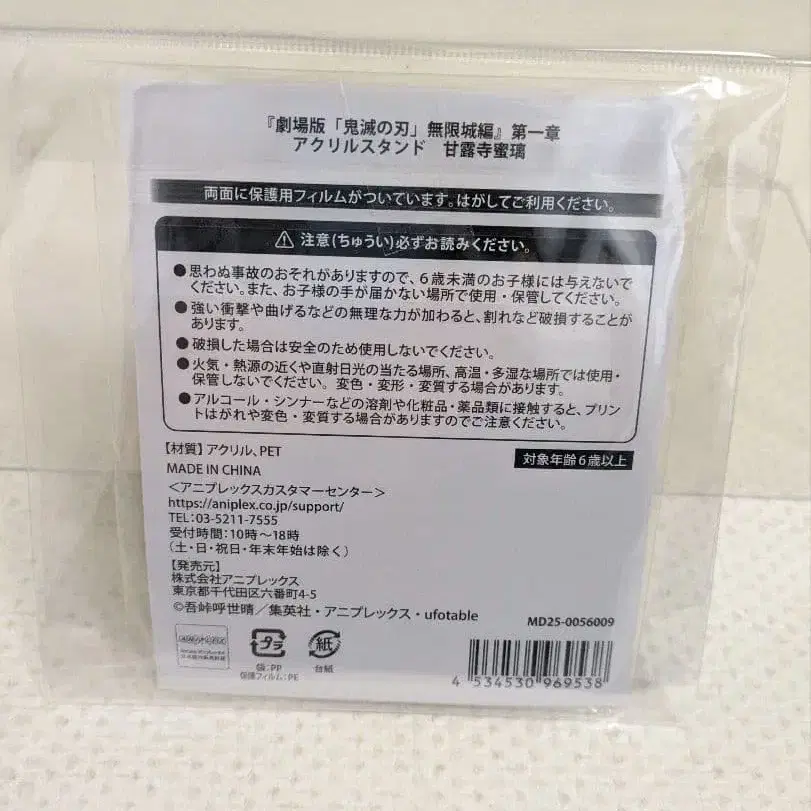 『劇場版「鬼滅の刃」無限城編』第一章
アクリルスタンド　甘露寺蜜璃
両面に保護用フィルムがついています。はがしてご利用ください。
⚠ 注意(ちゅうい)必ずお読みください。
●思わぬ事故のおそれがありますので、6歳未満のお子様には与えないで
ください。また、お子様の手が届かない場所で使用・保管してください。
●強い衝撃や曲げるなどの無理な力が加わると、割れなど破損することが
あります。
●破損した場合は安全のため使用しないでください。
●火気・熱源の近くや直射日光の当たる場所、高温・多湿な場所では使用・
保管しないでください。変色・変形・変質する場合があります。
●アルコール・シンナーなどの溶剤や化粧品・薬品類に接触すると、プリン
トはがれや変色・変質する場合がありますのでご注意ください。
【材質】アクリル、PET
対象年齢6歳以上
MADE IN CHINA
＜アニプレックスカスタマーセンター＞
https://aniplex.co.jp/support/
TEL:03-5211-7555
受付時間：10時～18時
（土・日・祝日・年末年始は除く）
【発売元】
株式会社アニプレックス
東京都千代田区六番町4-5
©吾峠呼世晴／集英社・アニプレックス・ufotable
MD25-0056009
プラ
紙
袋：PP
台紙
保護フィルム：PE
4 534530 969538